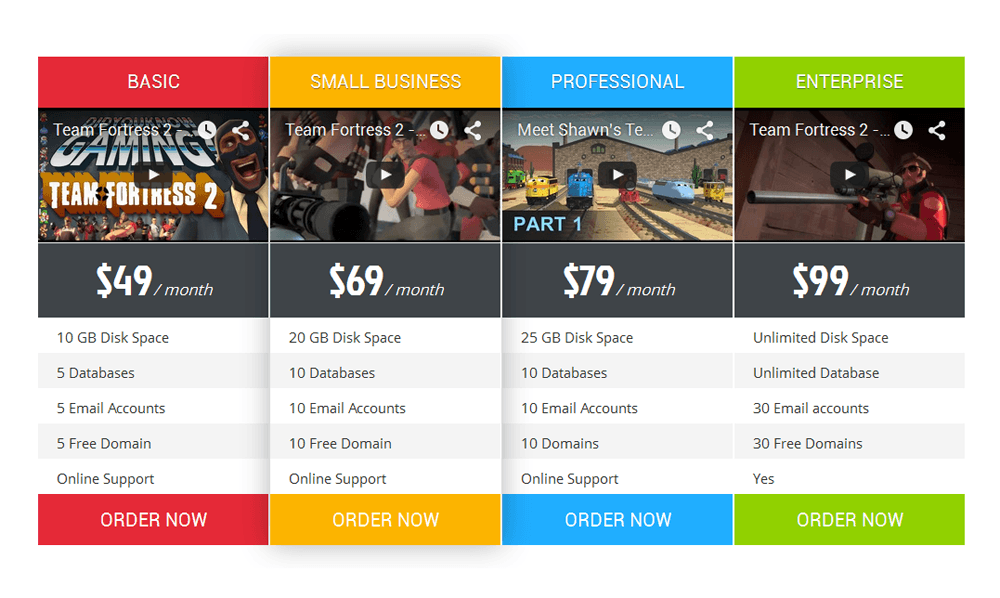 BASIC
SMALL BUSINESS
PROFESSIONAL
ENTERPRISE
Team Fortress 2 -
GAMING
TEAM FORTRESS 2
Team Fortress 2 -...
Meet Shawn's Te...
PART 1
Team Fortress 2 -...
$49 / month
$69 / month
$79 / month
$99 / month
10 GB Disk Space
20 GB Disk Space
25 GB Disk Space
Unlimited Disk Space
5 Databases
10 Databases
10 Databases
Unlimited Database
5 Email Accounts
10 Email Accounts
10 Email Accounts
30 Email accounts
5 Free Domain
10 Free Domain
10 Domains
30 Free Domains
Online Support
Online Support
Online Support
Yes
ORDER NOW
ORDER NOW
ORDER NOW
ORDER NOW